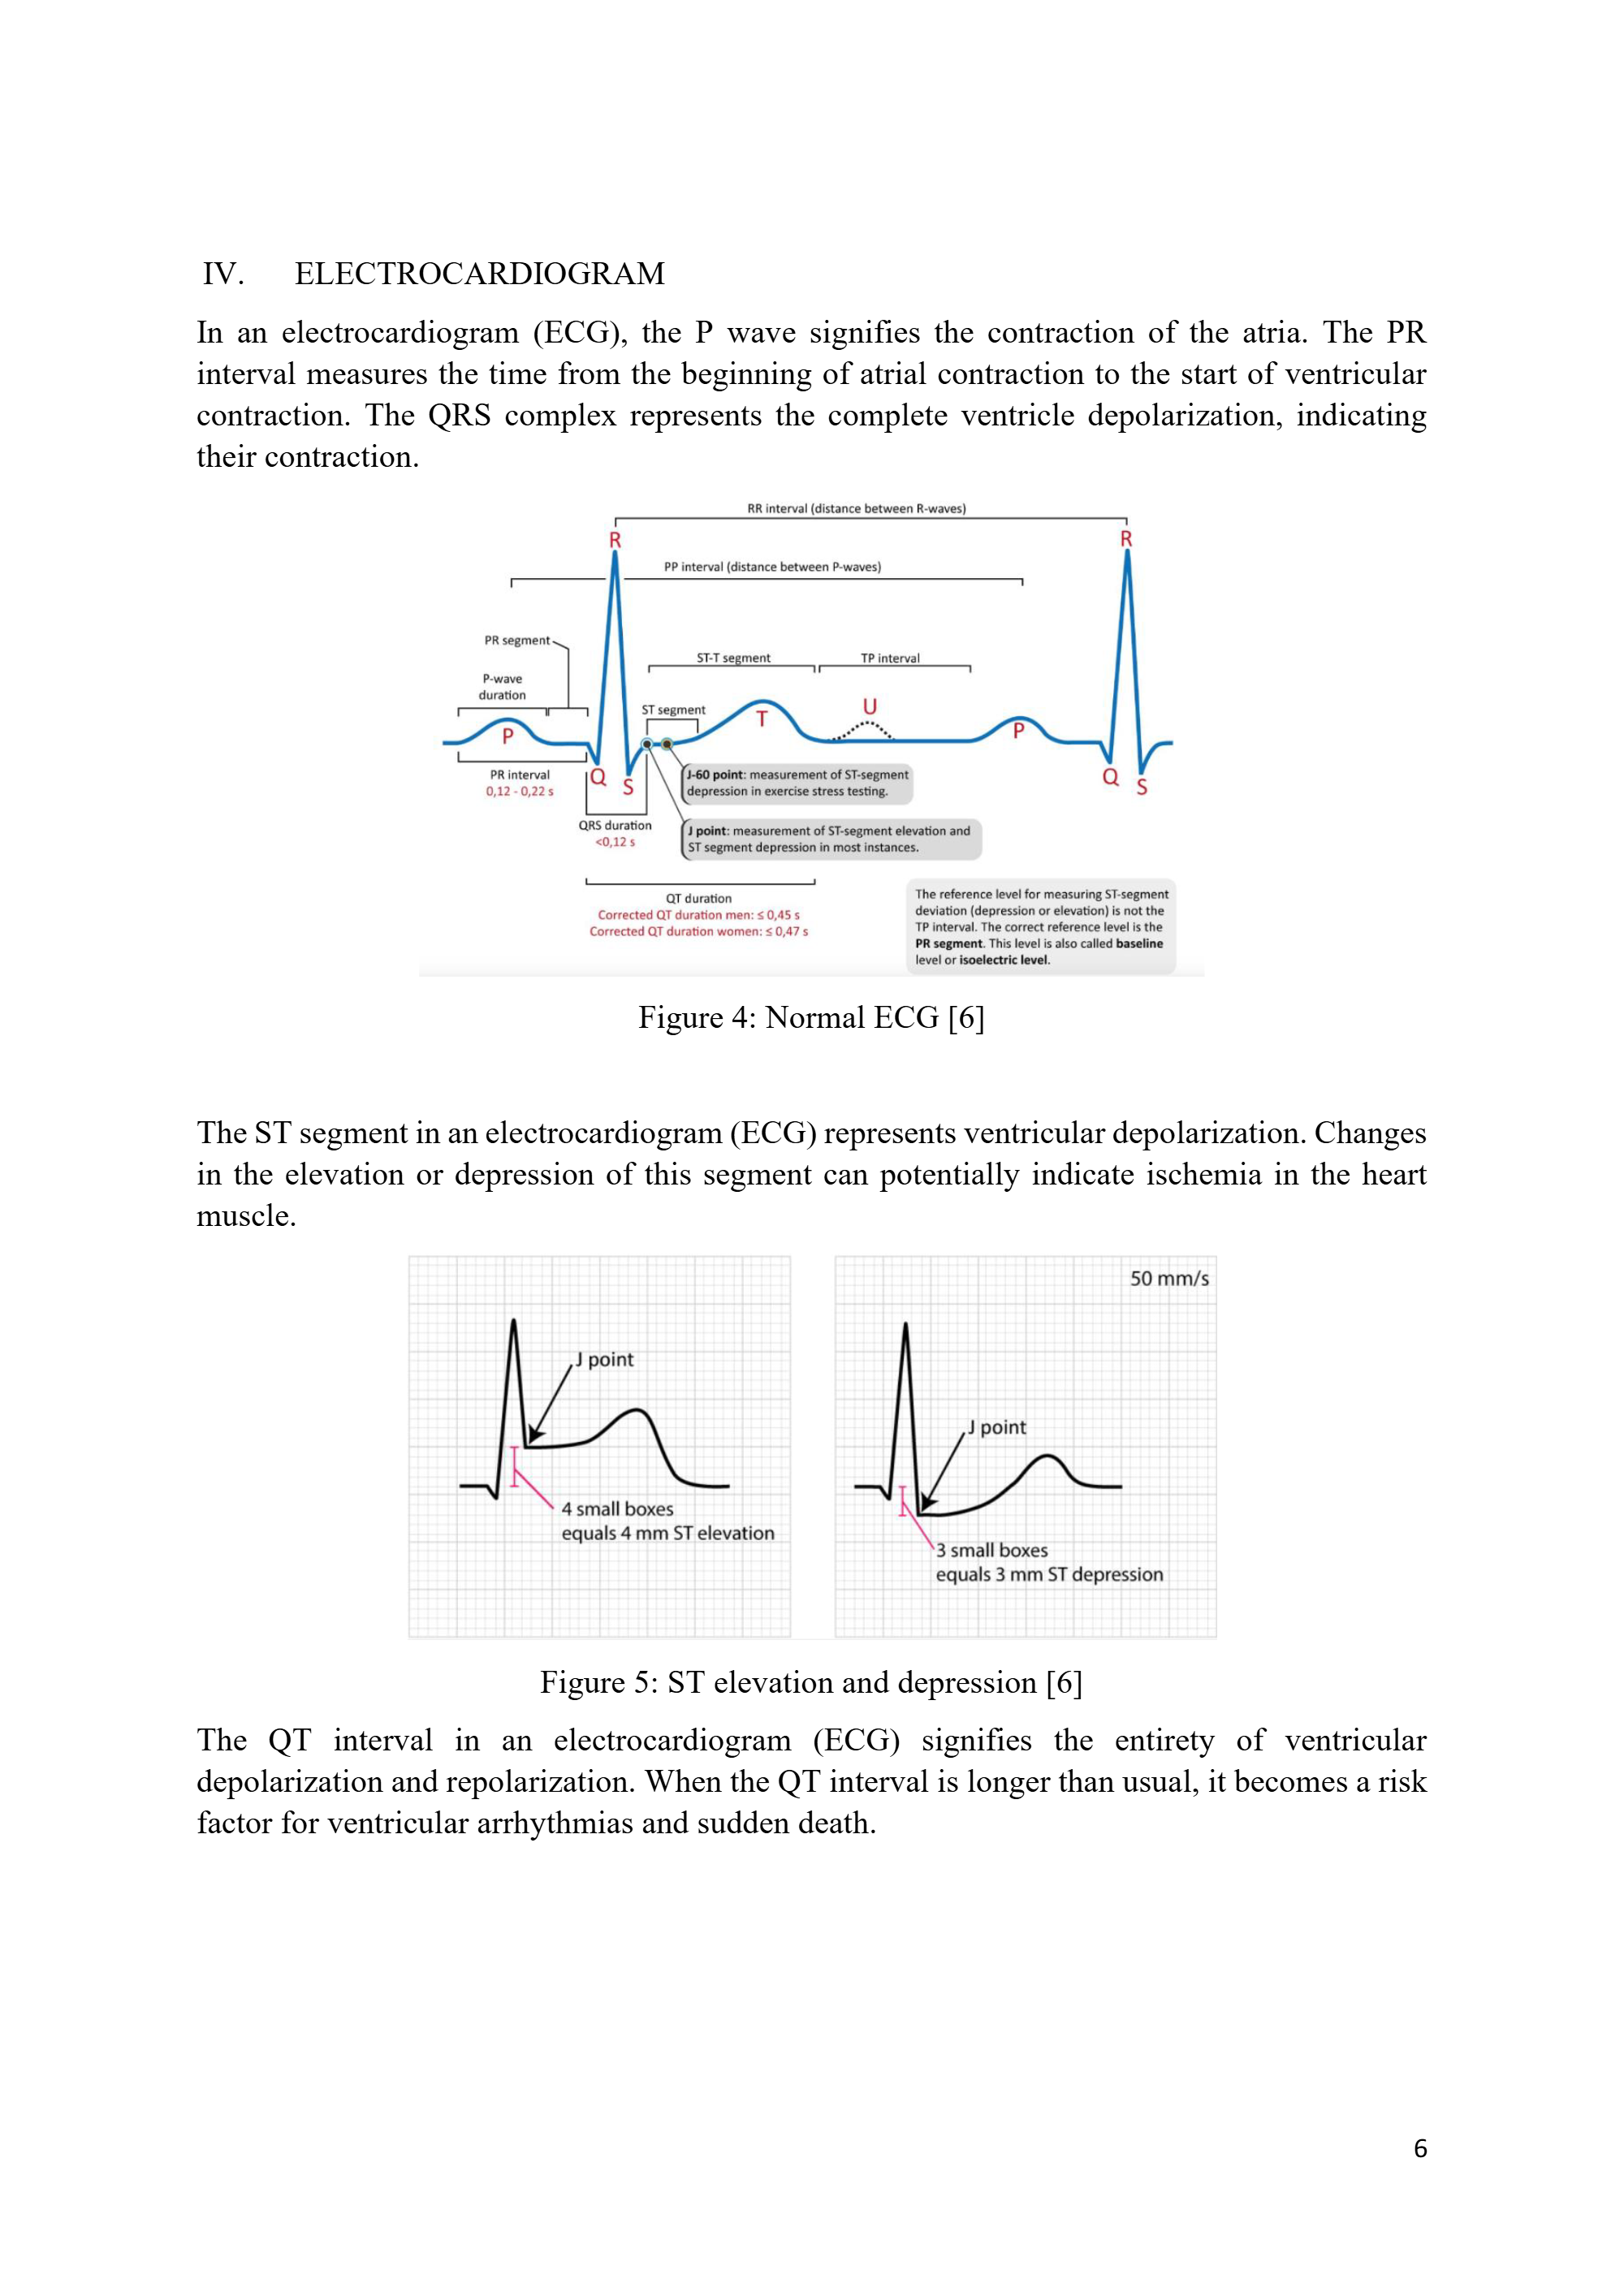 IV. ELECTROCARDIOGRAM
In an electrocardiogram (ECG), the P wave signifies the contraction of the atria. The PR
interval measures the time from the beginning of atrial contraction to the start of ventricular
contraction. The QRS complex represents the complete ventricle depolarization, indicating
their contraction.
RR interval (distance between R-waves)
R
R
PP interval (distance between P-waves)
PR segment
ST-T segment
TP interval
P-wave
duration
ST segment
U
T
P
P
PR interval
0,12 - 0,22 s
Q
S
Q
S
J-60 point: measurement of ST-segment
depression in exercise stress testing.
QRS duration
<0,12 s
J point: measurement of ST-segment elevation and
ST segment depression in most instances.
QT duration
Corrected QT duration men: ≤ 0,45 s
Corrected QT duration women: ≤ 0,47 s
The reference level for measuring ST-segment
deviation (depression or elevation) is not the
TP interval. The correct reference level is the
PR segment. This level is also called baseline
level or isoelectric level.
Figure 4: Normal ECG [6]
The ST segment in an electrocardiogram (ECG) represents ventricular depolarization. Changes
in the elevation or depression of this segment can potentially indicate ischemia in the heart
muscle.
J point
4 small boxes
equals 4 mm ST elevation
50 mm/s
J point
3 small boxes
equals 3 mm ST depression
Figure 5: ST elevation and depression [6]
The QT interval in an electrocardiogram (ECG) signifies the entirety of ventricular
depolarization and repolarization. When the QT interval is longer than usual, it becomes a risk
factor for ventricular arrhythmias and sudden death.
6